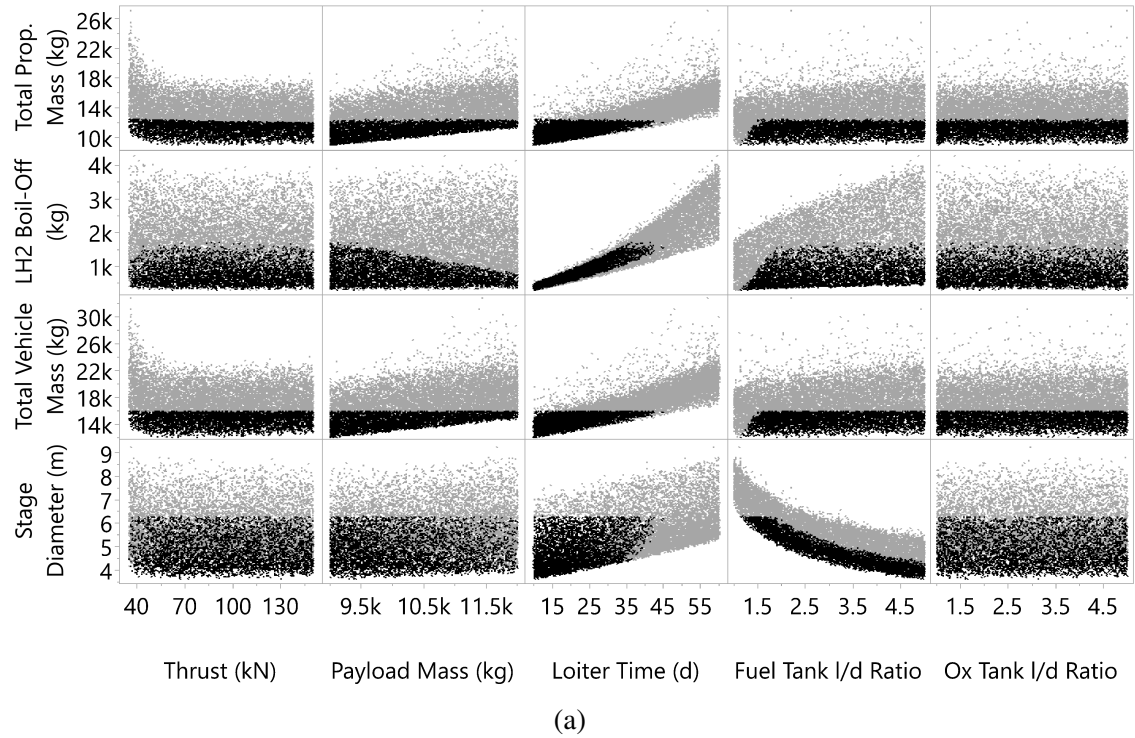 Total Prop.
Mass (kg)
26k
22k
18k
14k
10k
LH2 Boil-Off
(kg)
4k
3k
2k
1k
Total Vehicle
Mass (kg)
30k
26k
22k
18k
14k
Stage
Diameter (m)
9
8
7
6
5
4
40 70 100 130 9.5k 10.5k 11.5k 15 25 35 45 55 1.5 2.5 3.5 4.5 1.5 2.5 3.5 4.5
Thrust (kN) Payload Mass (kg) Loiter Time (d) Fuel Tank l/d Ratio Ox Tank l/d Ratio
(a)